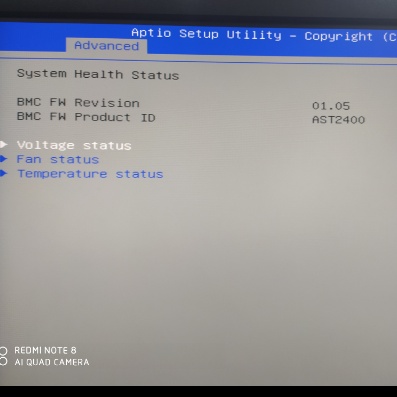 Aptio Setup Utility – Copyright (C
Advanced
System Health Status
BMC FW Revision 01.05
BMC FW Product ID AST2400
Voltage status
Fan status
Temperature status
REDMI NOTE 8
AI QUAD CAMERA